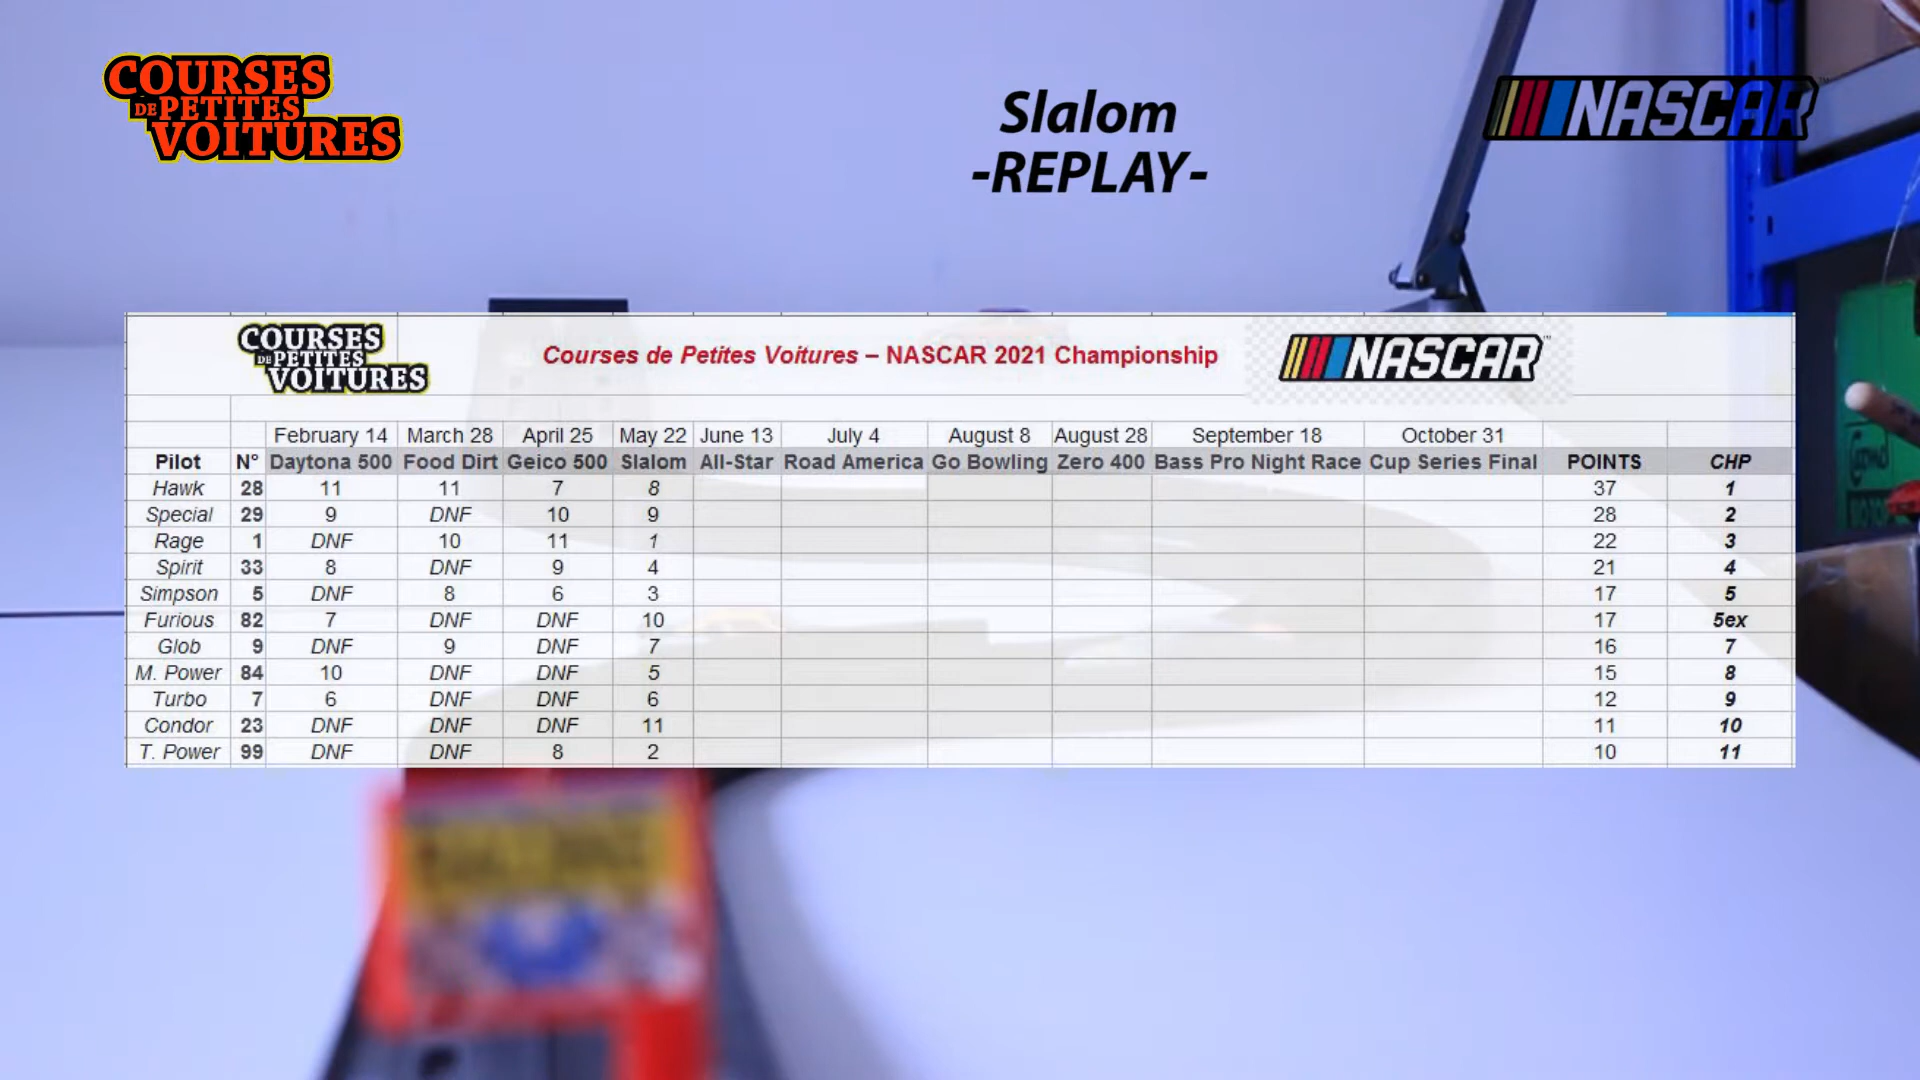 COURSES
DE PETITES
VOITURES
Slalom
-REPLAY-
NASCAR
COURSES
DE PETITES
VOITURES
Courses de Petites Voitures – NASCAR 2021 Championship
NASCAR
February 14 March 28 April 25 May 22 June 13 July 4 August 8 August 28 September 18 October 31
Pilot N° Daytona 500 Food Dirt Geico 500 Slalom All-Star Road America Go Bowling Zero 400 Bass Pro Night Race Cup Series Final POINTS CHP
Hawk 28 11 11 7 8 37 1
Special 29 9 DNF 10 9 28 2
Rage 1 DNF 10 11 1 22 3
Spirit 33 8 DNF 9 4 21 4
Simpson 5 DNF 8 6 3 17 5
Furious 82 7 DNF DNF 10 17 5ex
Glob 9 DNF 9 DNF 7 16 7
M. Power 84 10 DNF DNF 5 15 8
Turbo 7 6 DNF DNF 6 12 9
Condor 23 DNF DNF DNF 11 11 10
T. Power 99 DNF DNF 8 2 10 11